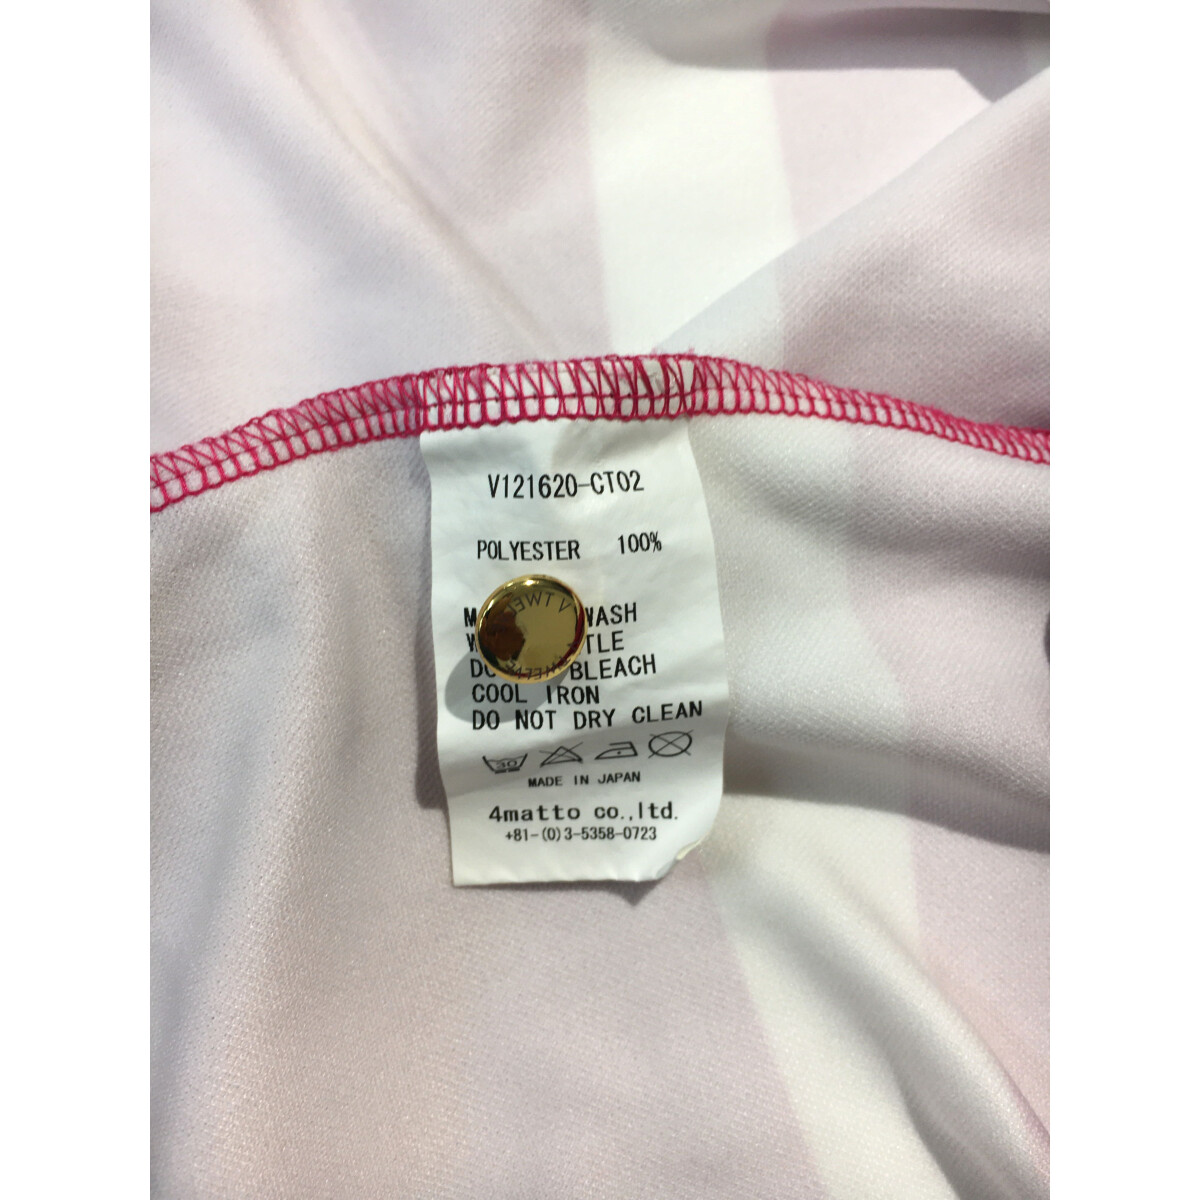 V121620-CT02
POLYESTER 100%
WASH
BLEACH
COOL IRON
DO NOT DRY CLEAN
30
MADE IN JAPAN
4matto co.,ltd.
+81-(0)3-5358-0723